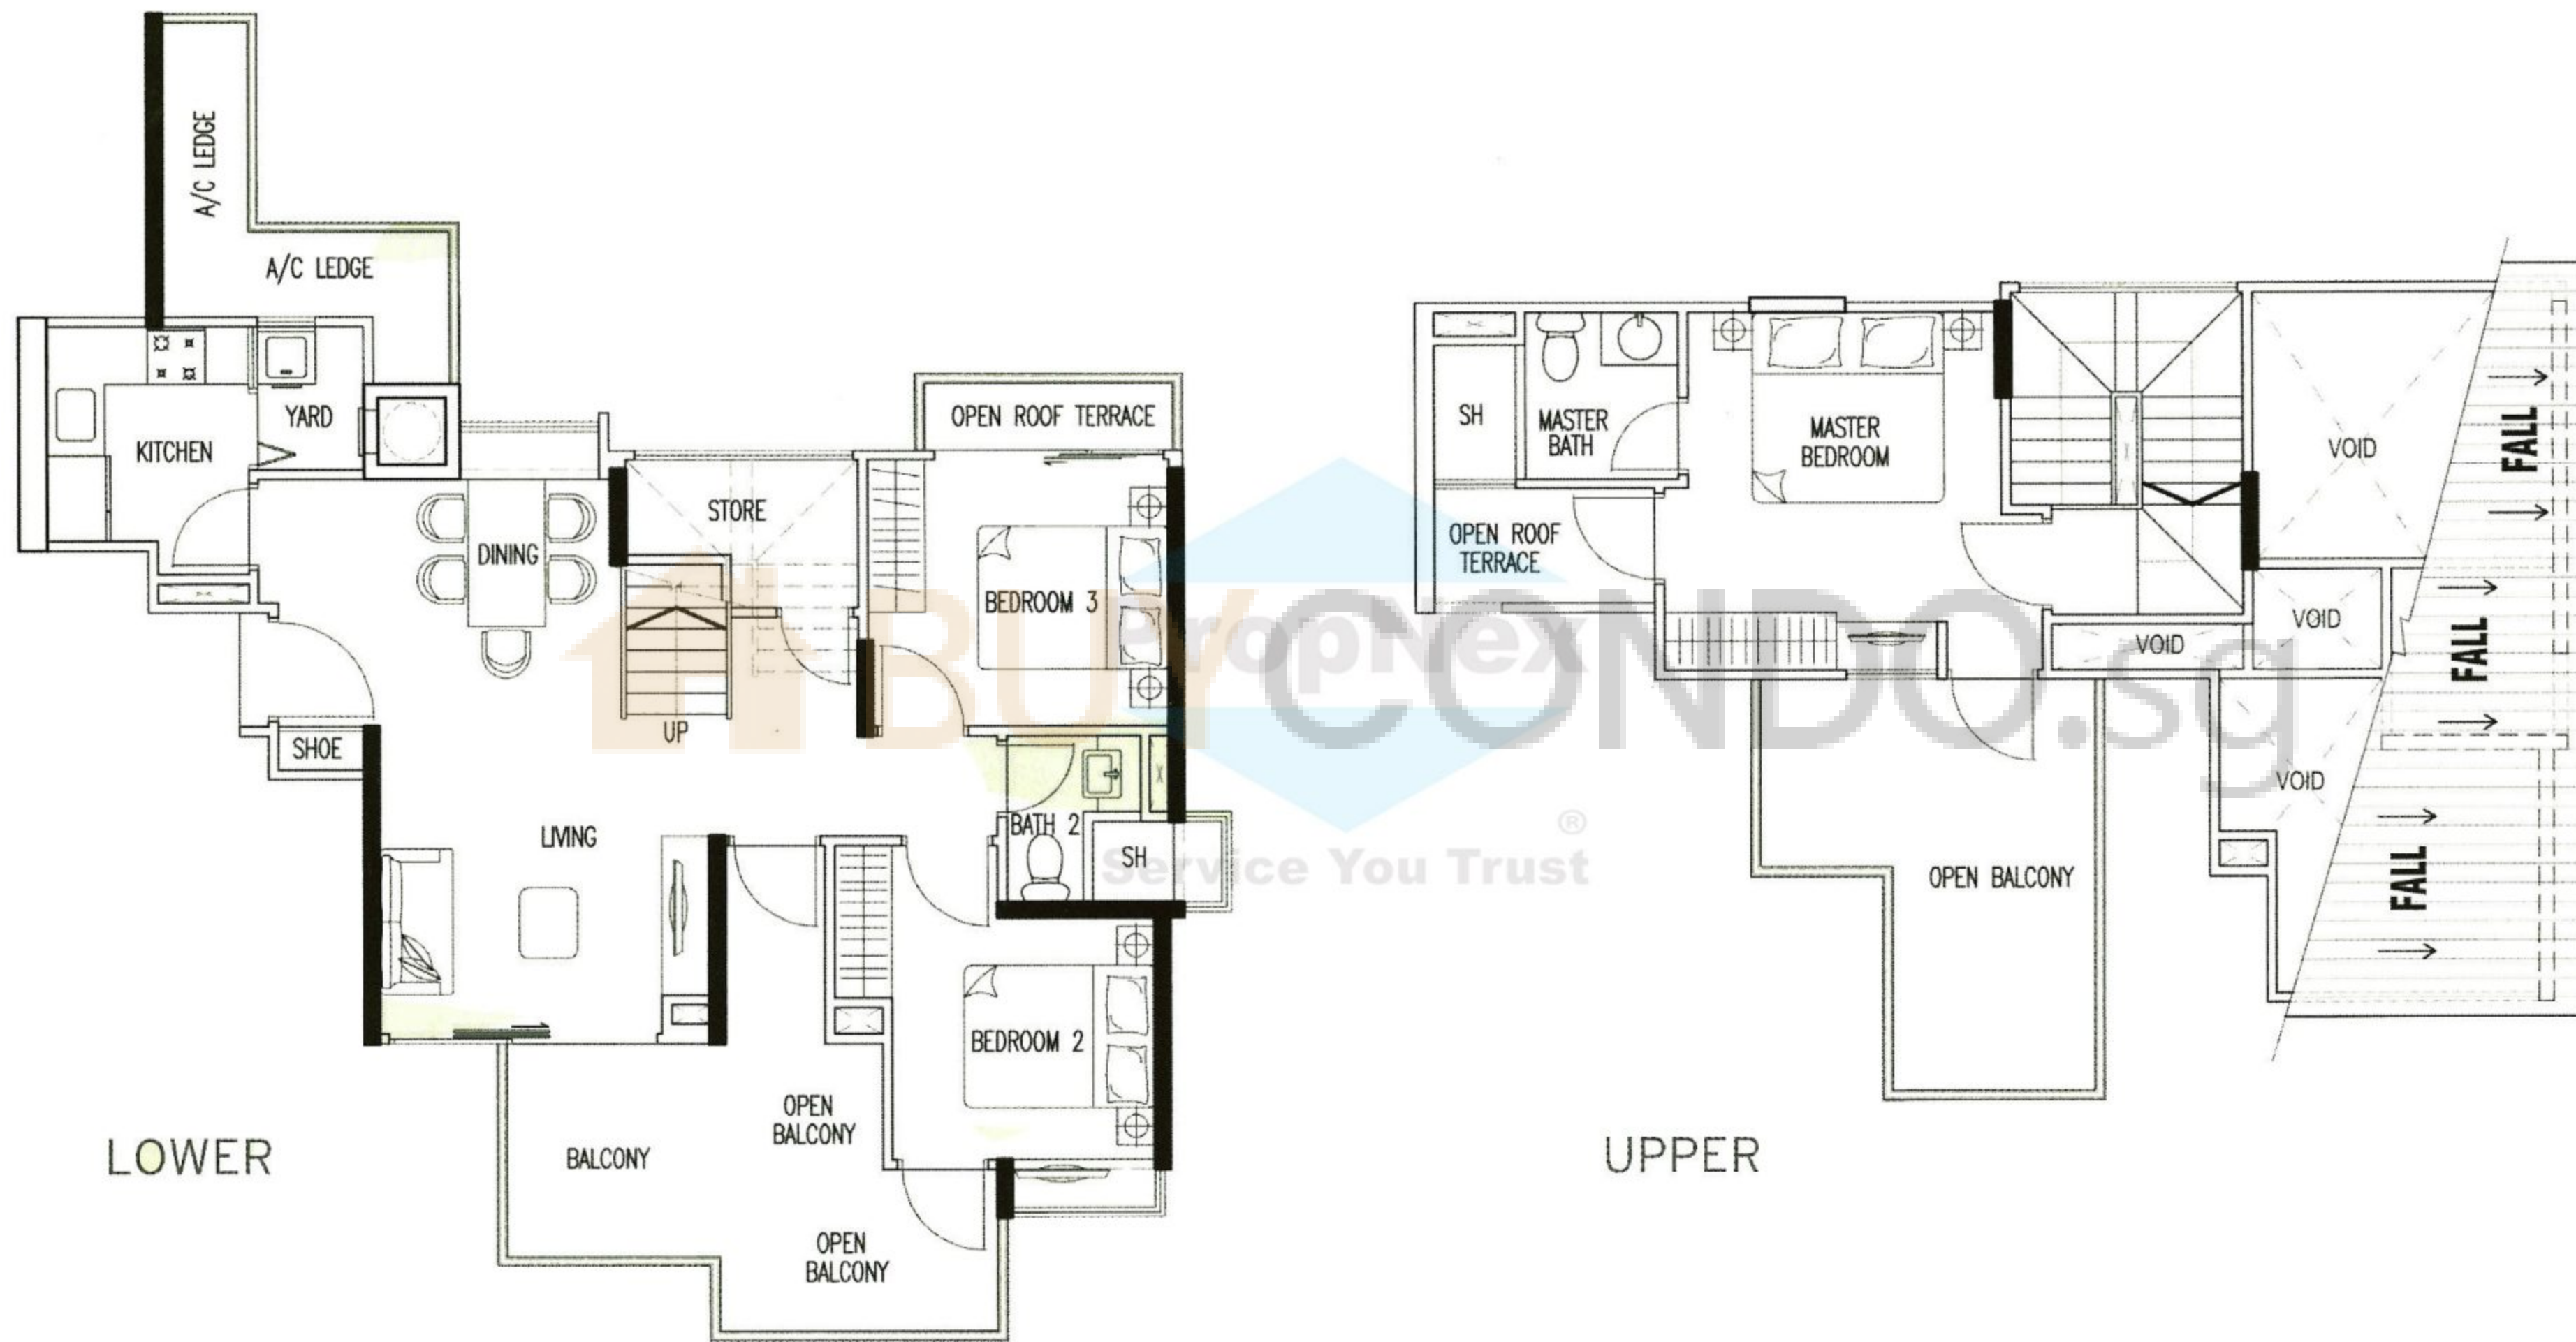 A/C LEDGE
A/C LEDGE
KITCHEN
YARD
DINING
STORE
OPEN ROOF TERRACE
BEDROOM 3
UP
SHOE
LIVING
BATH 2
SH
BEDROOM 2
OPEN
BALCONY
BALCONY
OPEN
BALCONY
LOWER
SH
MASTER
BATH
MASTER
BEDROOM
OPEN ROOF
TERRACE
VOID
VOID
VOID
VOID
FALL
FALL
FALL
OPEN BALCONY
UPPER
BUYCONDO.sg
PropNex
®
Service You Trust